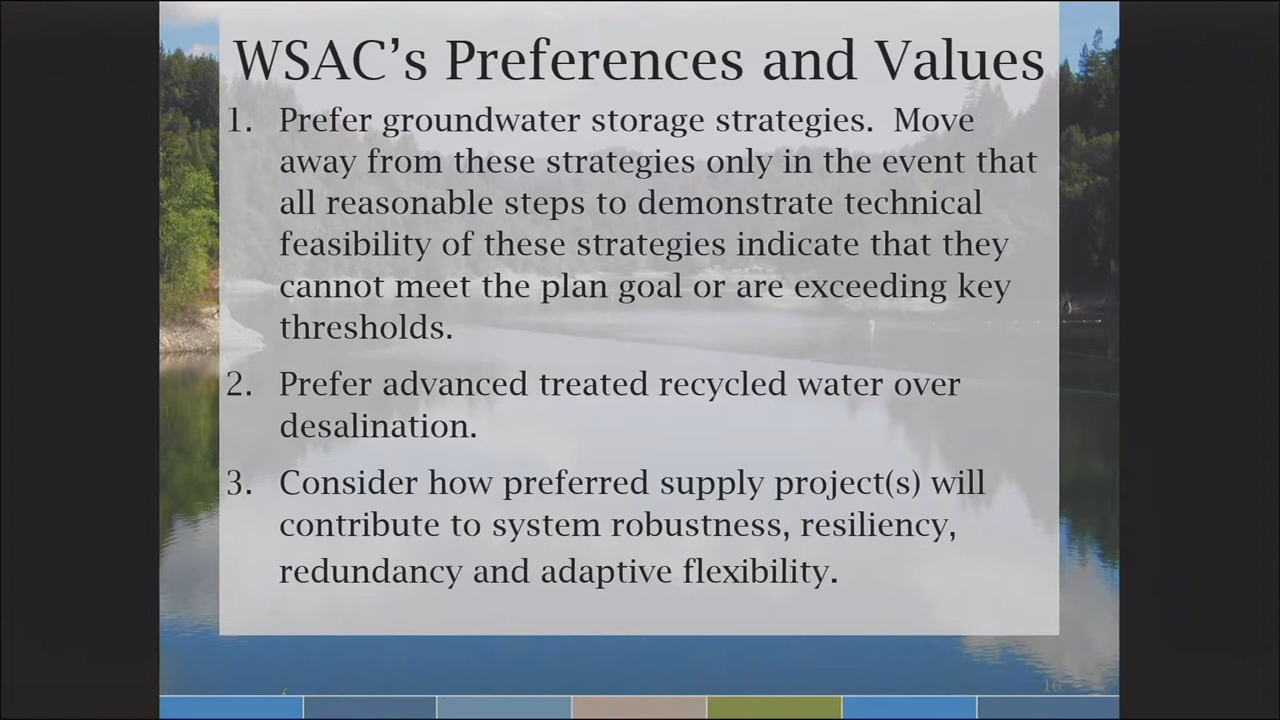 WSAC's Preferences and Values
1. Prefer groundwater storage strategies. Move
away from these strategies only in the event that
all reasonable steps to demonstrate technical
feasibility of these strategies indicate that they
cannot meet the plan goal or are exceeding key
thresholds.
2. Prefer advanced treated recycled water over
desalination.
3. Consider how preferred supply project(s) will
contribute to system robustness, resiliency,
redundancy and adaptive flexibility.
16